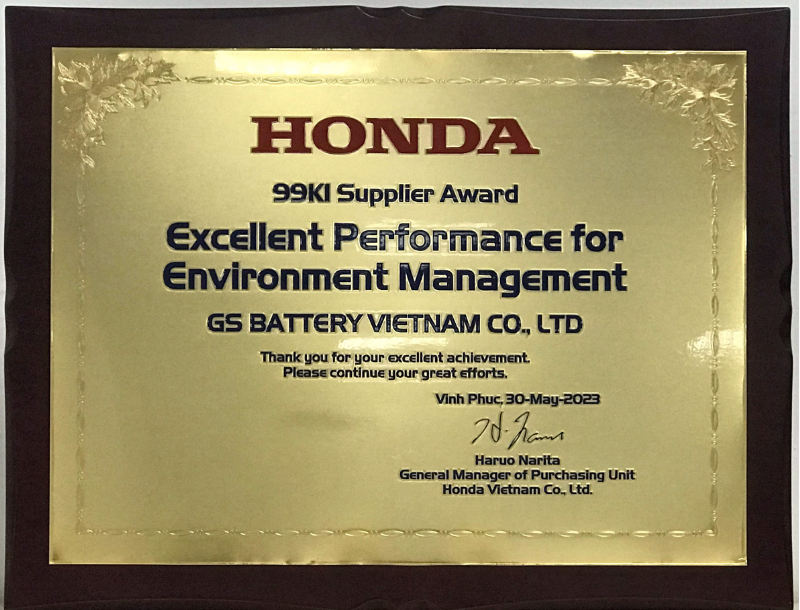 HONDA
99KI Supplier Award
Excellent Performance for
Environment Management
GS BATTERY VIETNAM CO., LTD
Thank you for your excellent achievement.
Please continue your great efforts.
Vinh Phuc, 30-May-2023
Haruo Narita
General Manager of Purchasing Unit
Honda Vietnam Co., Ltd.